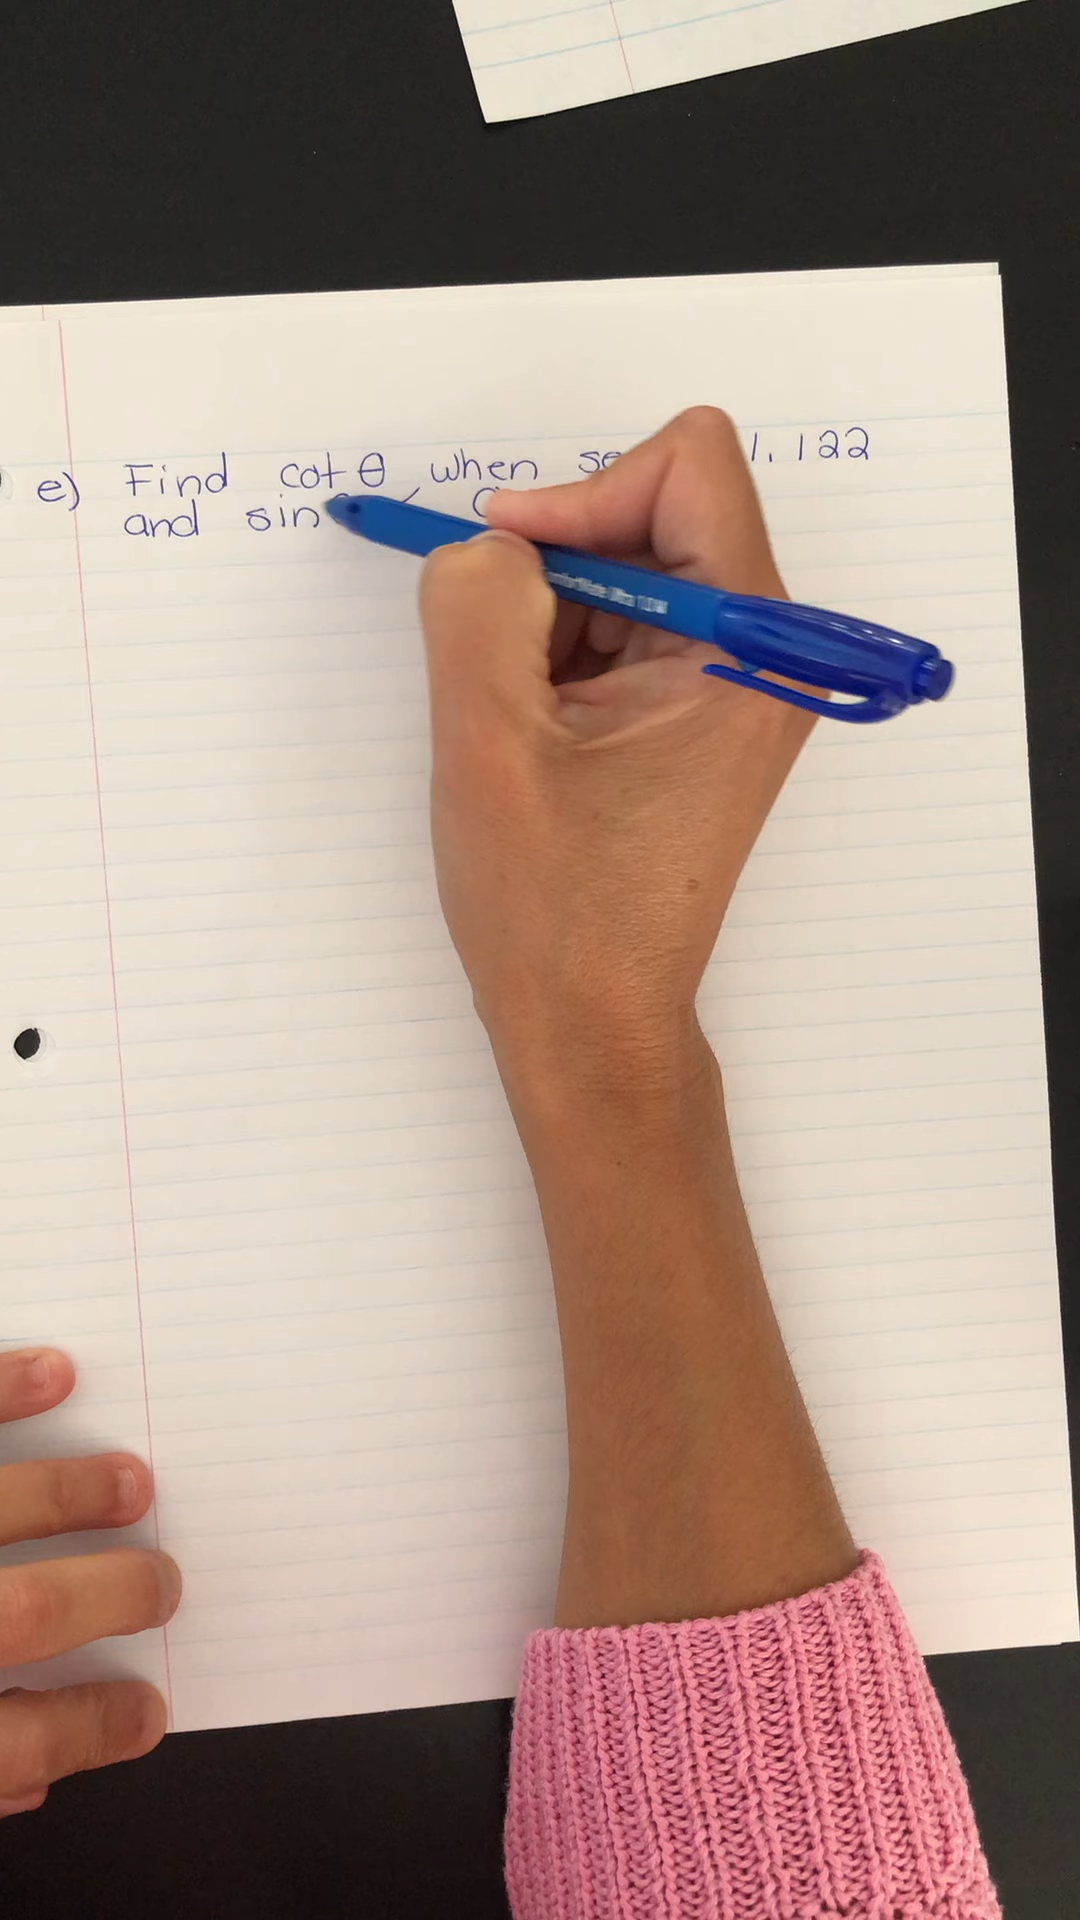 e) Find cot θ when se 1.122
and sin